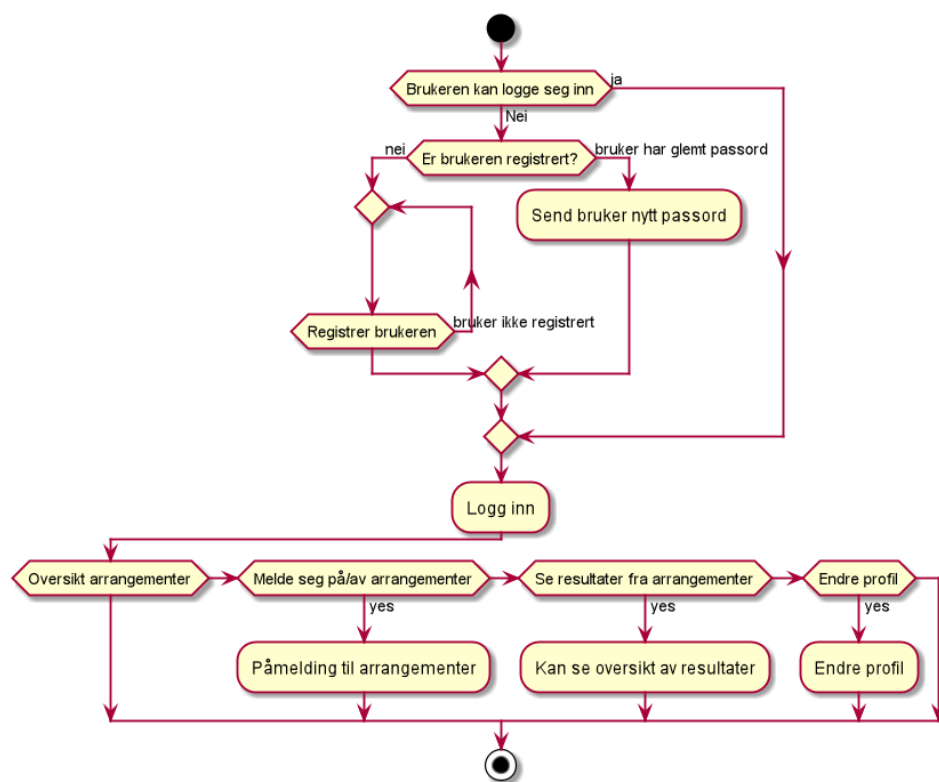 Brukeren kan logge seg inn
ja
Nei
Er brukeren registrert?
nei
bruker har glemt passord
Send bruker nytt passord
Registrer brukeren
bruker ikke registrert
Logg inn
Oversikt arrangementer
Melde seg på/av arrangementer
Se resultater fra arrangementer
Endre profil
yes
yes
yes
Påmelding til arrangementer
Kan se oversikt av resultater
Endre profil